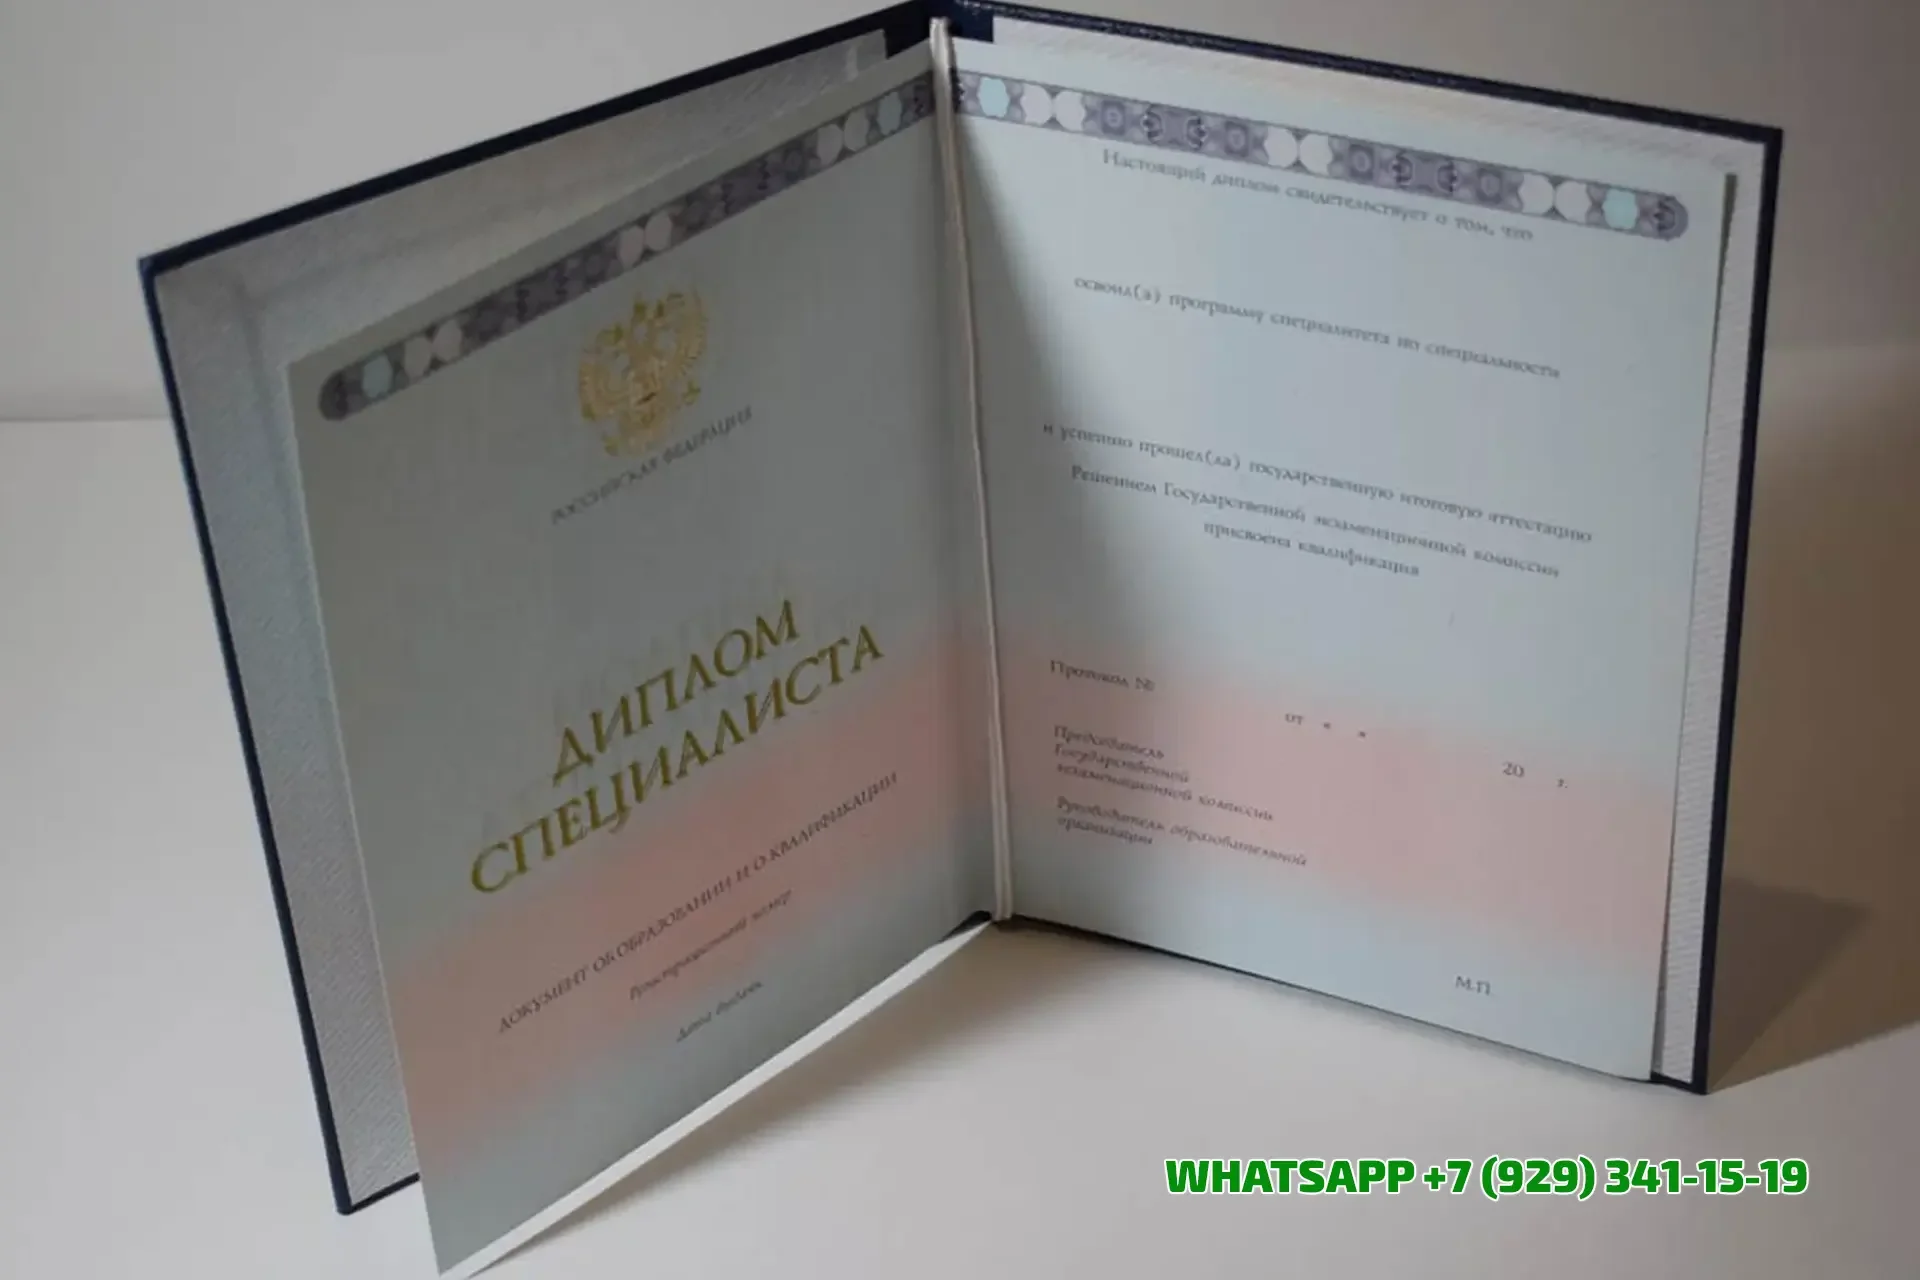 РОССИЙСКАЯ ФЕДЕРАЦИЯ
ДИПЛОМ
СПЕЦИАЛИСТА
ДОКУМЕНТ ОБ ОБРАЗОВАНИИ И О КВАЛИФИКАЦИИ
Регистрационный номер
Дата выдачи
Настоящий диплом свидетельствует о том, что
освоил(а) программу специалитета по специальности
и успешно прошел(ла) государственную итоговую аттестацию
Решением Государственной экзаменационной комиссии
присвоена квалификация
Протокол №
от « »
20 г.
Председатель
Государственной
экзаменационной комиссии
Руководитель образовательной
организации
М.П.
WHATSAPP +7 (929) 341-15-19